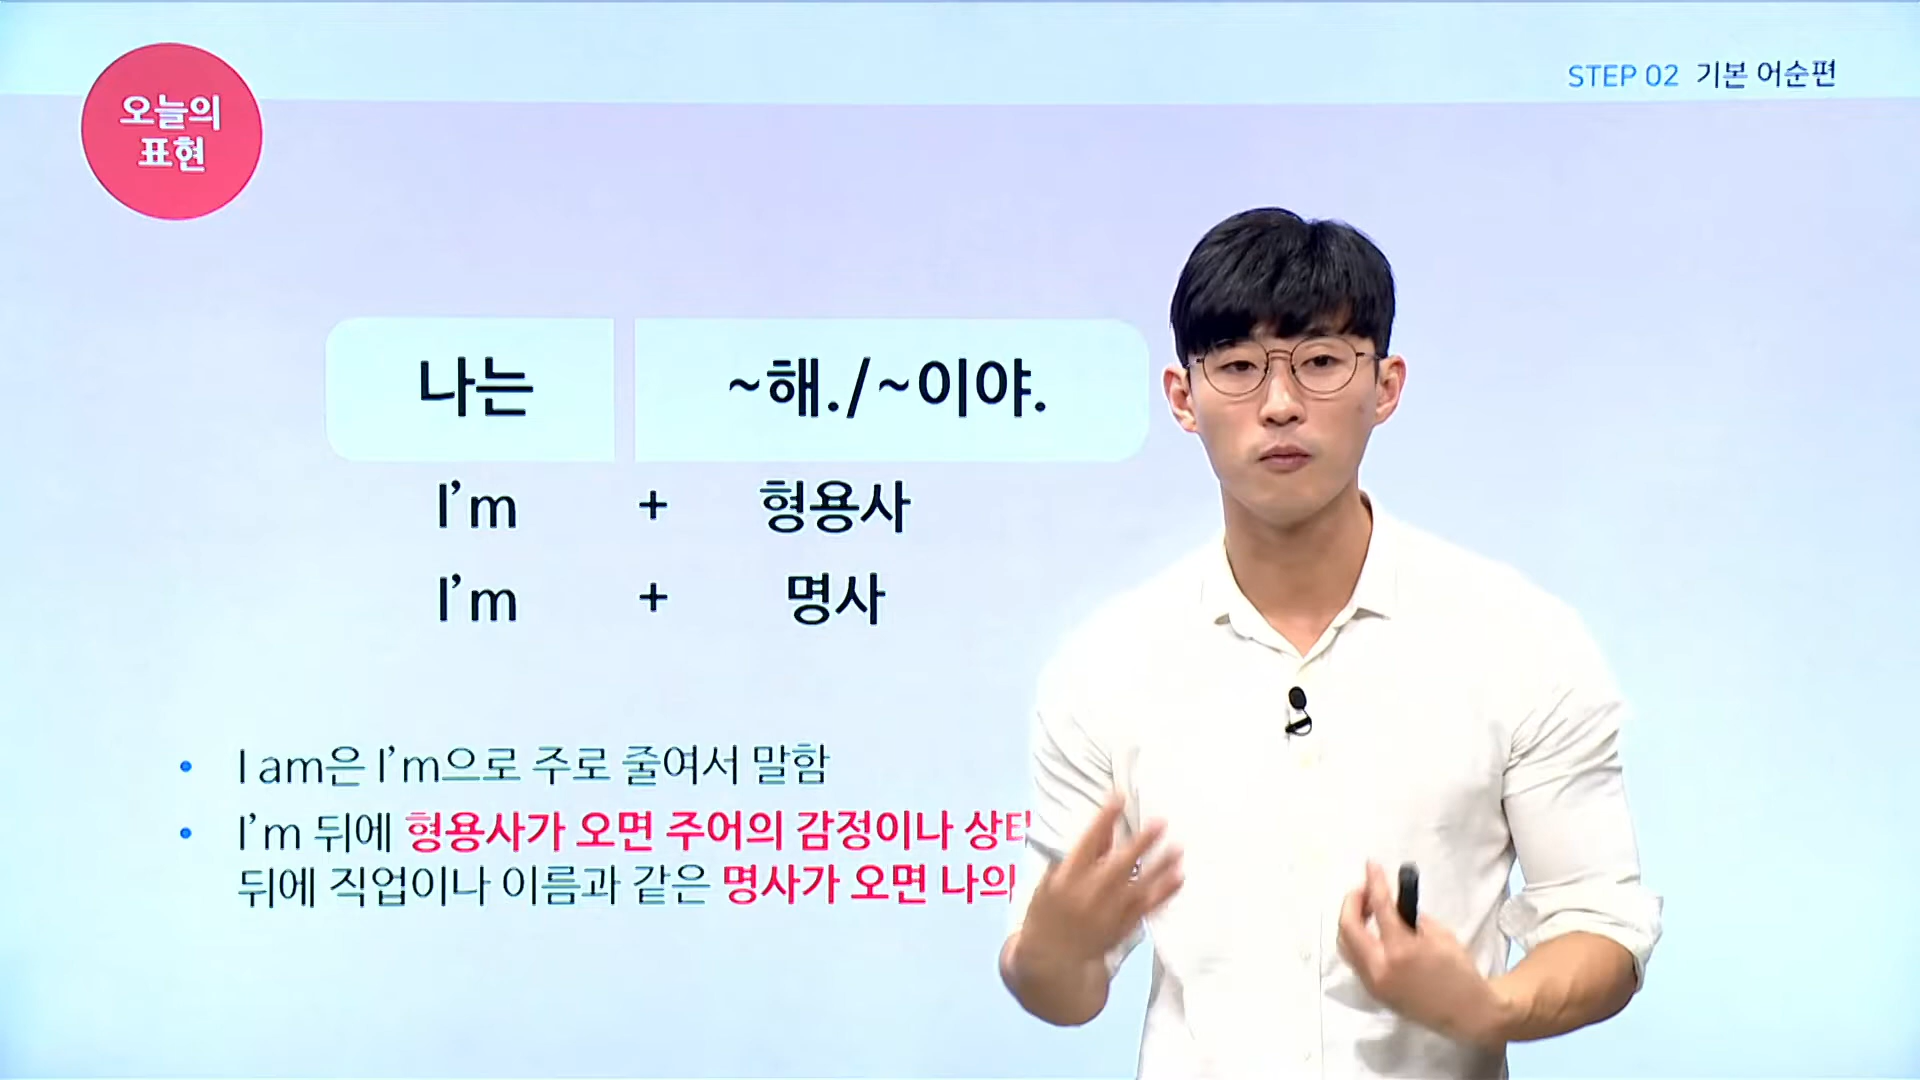 오늘의
표현
STEP 02 기본 어순편
나는 ~해./~이야.
I'm + 형용사
I'm + 명사
• I am은 I'm으로 주로 줄여서 말함
• I'm 뒤에 형용사가 오면 주어의 감정이나
뒤에 직업이나 이름과 같은 명사가 오면 나의